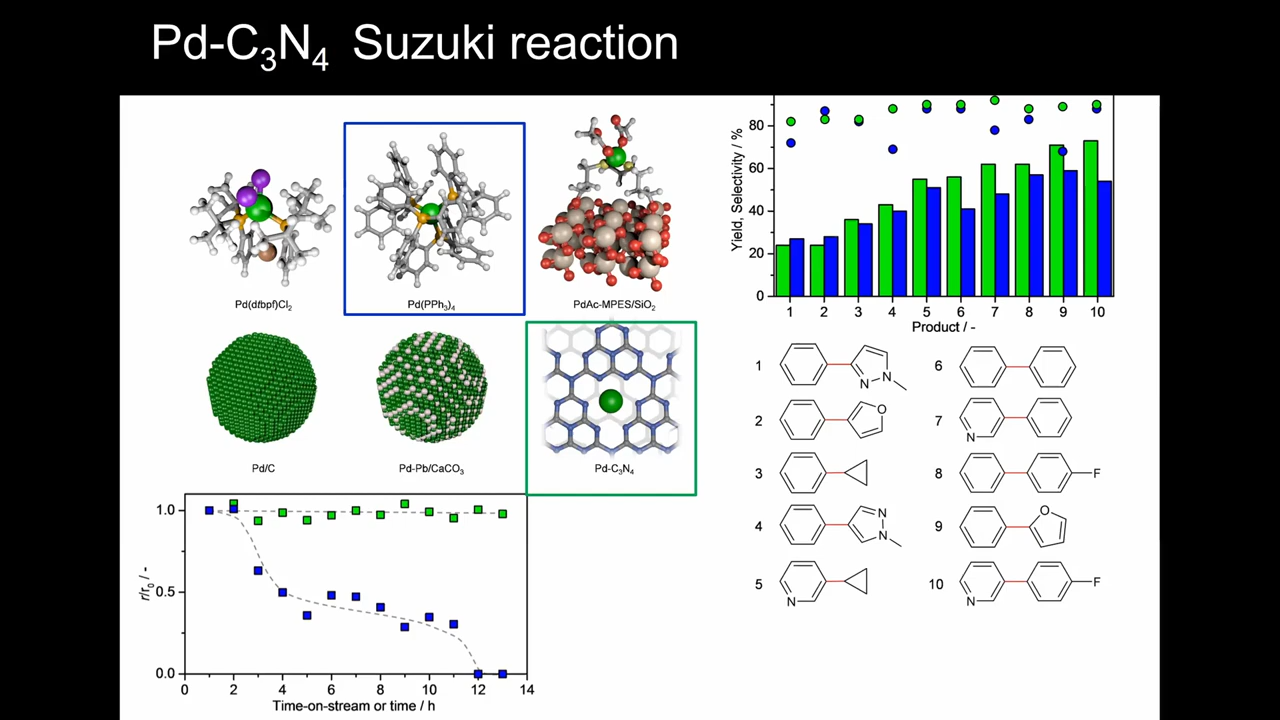 Pd-C₃N₄ Suzuki reaction
Pd(dtbpf)Cl₂
Pd(PPh₃)₄
PdAc-MPES/SiO₂
Pd/C
Pd-Pb/CaCO₃
Pd-C₃N₄
1.0
0.5
0.0
r/r₀ / -
0 2 4 6 8 10 12 14
Time-on-stream or time / h
Yield, Selectivity / %
80
60
40
20
0
1 2 3 4 5 6 7 8 9 10
Product / -
1 N N
2 O
3
4 N N
5 N
6
7 N
8 F
9 O
10 N F